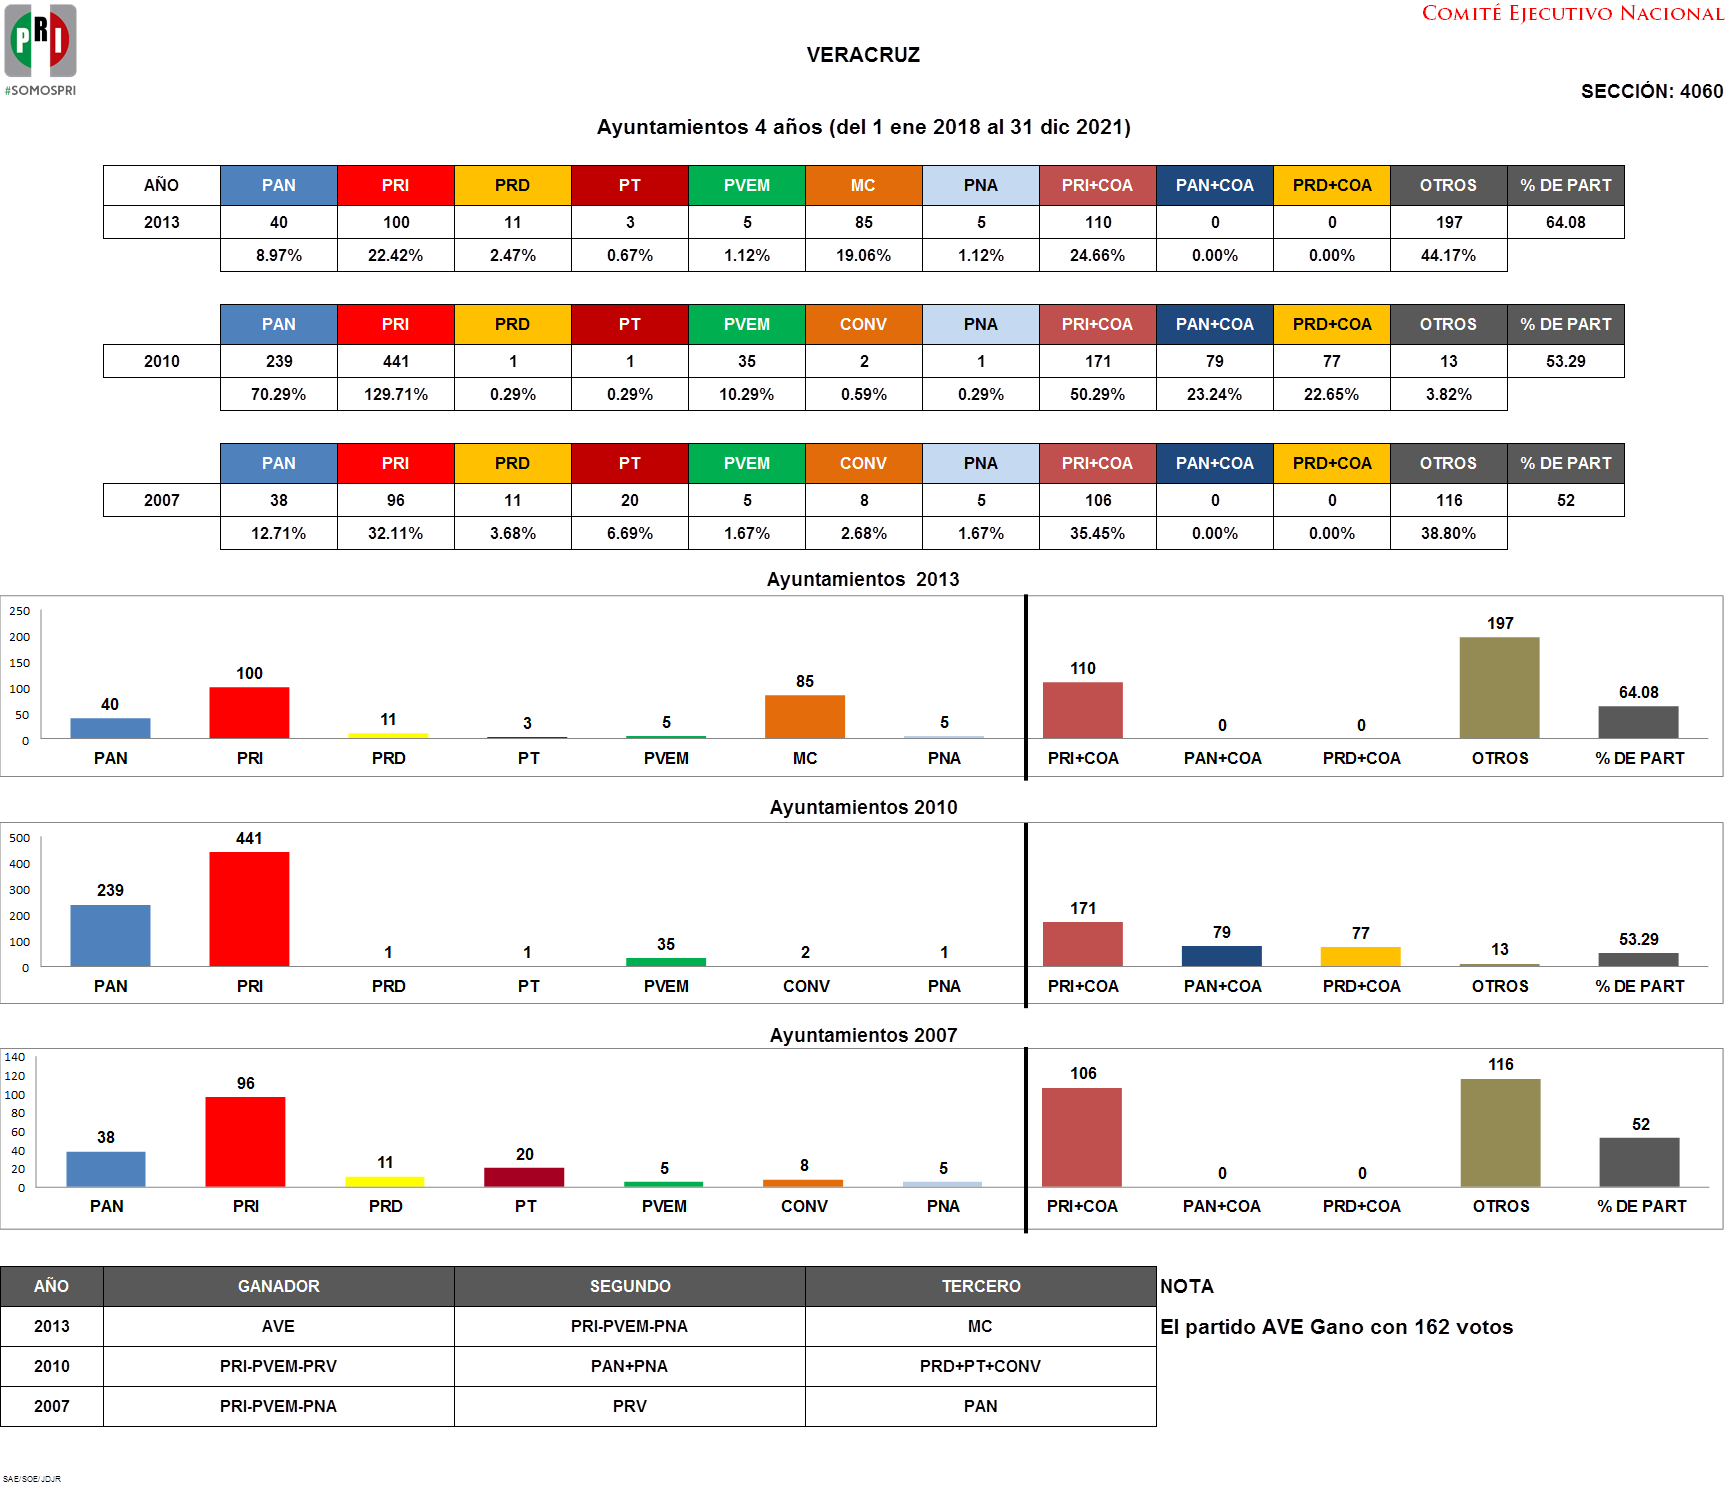 PRI
#SOMOSPRI
COMITÉ EJECUTIVO NACIONAL
VERACRUZ
SECCIÓN: 4060
Ayuntamientos 4 años (del 1 ene 2018 al 31 dic 2021)
AÑO PAN PRI PRD PT PVEM MC PNA PRI+COA PAN+COA PRD+COA OTROS % DE PART
2013 40 100 11 3 5 85 5 110 0 0 197 64.08
8.97% 22.42% 2.47% 0.67% 1.12% 19.06% 1.12% 24.66% 0.00% 0.00% 44.17%
PAN PRI PRD PT PVEM CONV PNA PRI+COA PAN+COA PRD+COA OTROS % DE PART
2010 239 441 1 1 35 2 1 171 79 77 13 53.29
70.29% 129.71% 0.29% 0.29% 10.29% 0.59% 0.29% 50.29% 23.24% 22.65% 3.82%
PAN PRI PRD PT PVEM CONV PNA PRI+COA PAN+COA PRD+COA OTROS % DE PART
2007 38 96 11 20 5 8 5 106 0 0 116 52
12.71% 32.11% 3.68% 6.69% 1.67% 2.68% 1.67% 35.45% 0.00% 0.00% 38.80%
Ayuntamientos 2013
250
200
150
100
50
0
40 100 11 3 5 85 5 110 0 0 197 64.08
PAN PRI PRD PT PVEM MC PNA PRI+COA PAN+COA PRD+COA OTROS % DE PART
Ayuntamientos 2010
500
400
300
200
100
0
239 441 1 1 35 2 1 171 79 77 13 53.29
PAN PRI PRD PT PVEM CONV PNA PRI+COA PAN+COA PRD+COA OTROS % DE PART
Ayuntamientos 2007
140
120
100
80
60
40
20
0
38 96 11 20 5 8 5 106 0 0 116 52
PAN PRI PRD PT PVEM CONV PNA PRI+COA PAN+COA PRD+COA OTROS % DE PART
AÑO GANADOR SEGUNDO TERCERO NOTA
2013 AVE PRI-PVEM-PNA MC El partido AVE Gano con 162 votos
2010 PRI-PVEM-PRV PAN+PNA PRD+PT+CONV
2007 PRI-PVEM-PNA PRV PAN
SAE/SOE/JDJR